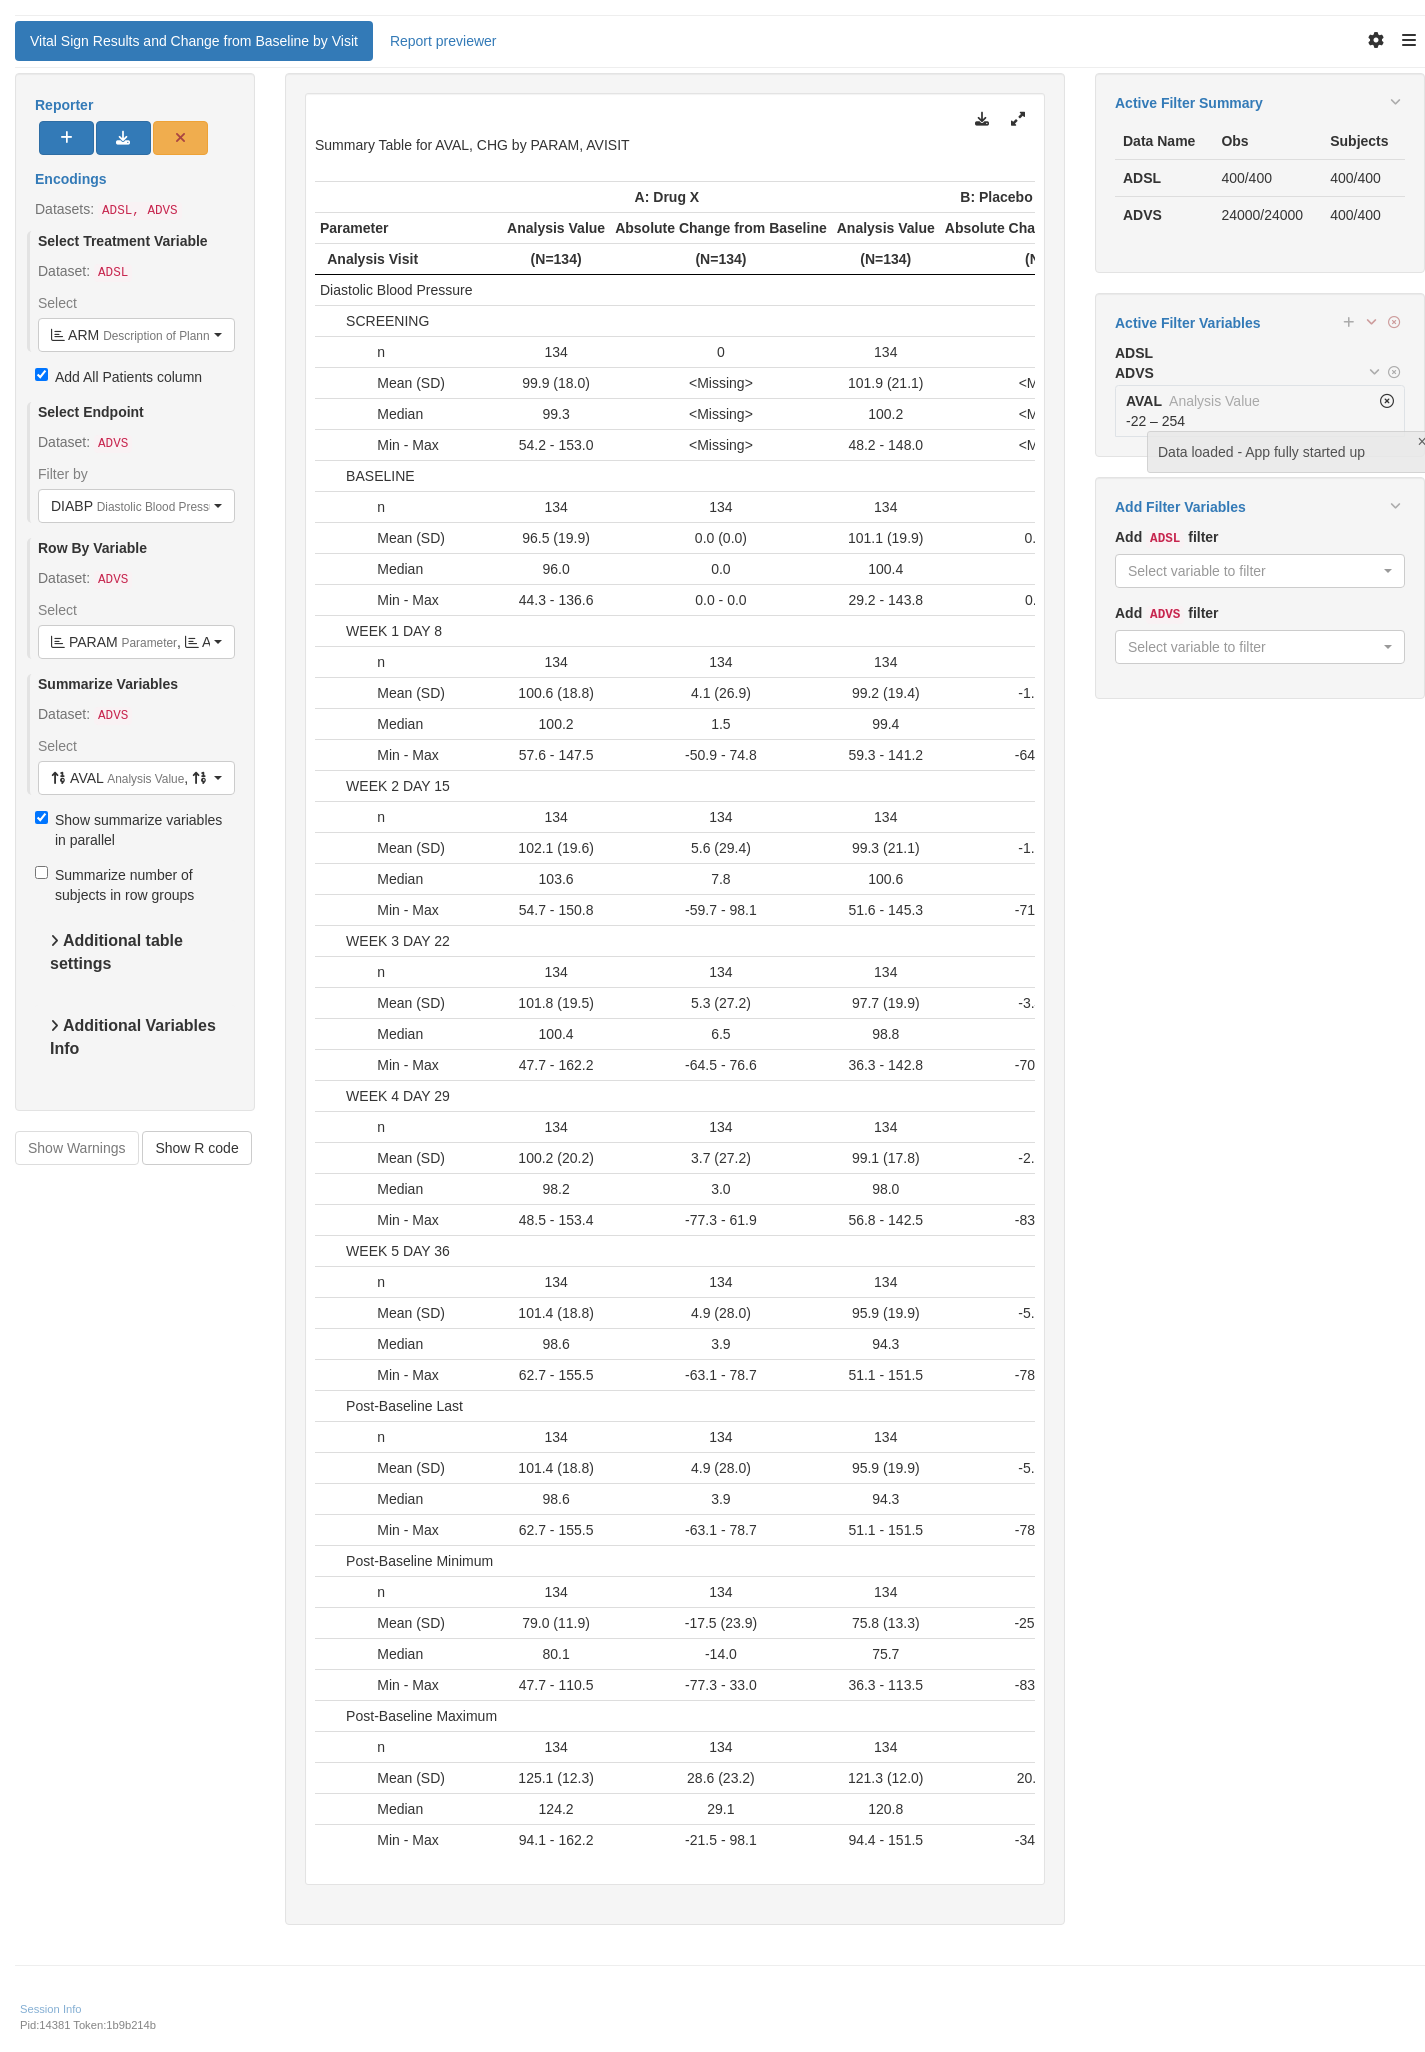 Vital Sign Results and Change from Baseline by Visit Report previewer
Reporter
Encodings
Datasets: ADSL, ADVS
Select Treatment Variable
Dataset: ADSL
Select
ARM Description of Plann
Add All Patients column
Select Endpoint
Dataset: ADVS
Filter by
DIABP Diastolic Blood Press
Row By Variable
Dataset: ADVS
Select
PARAM Parameter, A
Summarize Variables
Dataset: ADVS
Select
AVAL Analysis Value,
Show summarize variables
in parallel
Summarize number of
subjects in row groups
Additional table
settings
Additional Variables
Info
Show Warnings Show R code
Summary Table for AVAL, CHG by PARAM, AVISIT
A: Drug X B: Placebo
Parameter Analysis Value Absolute Change from Baseline Analysis Value Absolute Cha
Analysis Visit (N=134) (N=134) (N=134) (N
Diastolic Blood Pressure
SCREENING
n 134 0 134
Mean (SD) 99.9 (18.0) <Missing> 101.9 (21.1) <M
Median 99.3 <Missing> 100.2 <M
Min - Max 54.2 - 153.0 <Missing> 48.2 - 148.0 <M
BASELINE
n 134 134 134
Mean (SD) 96.5 (19.9) 0.0 (0.0) 101.1 (19.9) 0.
Median 96.0 0.0 100.4
Min - Max 44.3 - 136.6 0.0 - 0.0 29.2 - 143.8 0.
WEEK 1 DAY 8
n 134 134 134
Mean (SD) 100.6 (18.8) 4.1 (26.9) 99.2 (19.4) -1.
Median 100.2 1.5 99.4
Min - Max 57.6 - 147.5 -50.9 - 74.8 59.3 - 141.2 -64
WEEK 2 DAY 15
n 134 134 134
Mean (SD) 102.1 (19.6) 5.6 (29.4) 99.3 (21.1) -1.
Median 103.6 7.8 100.6
Min - Max 54.7 - 150.8 -59.7 - 98.1 51.6 - 145.3 -71
WEEK 3 DAY 22
n 134 134 134
Mean (SD) 101.8 (19.5) 5.3 (27.2) 97.7 (19.9) -3.
Median 100.4 6.5 98.8
Min - Max 47.7 - 162.2 -64.5 - 76.6 36.3 - 142.8 -70
WEEK 4 DAY 29
n 134 134 134
Mean (SD) 100.2 (20.2) 3.7 (27.2) 99.1 (17.8) -2.
Median 98.2 3.0 98.0
Min - Max 48.5 - 153.4 -77.3 - 61.9 56.8 - 142.5 -83
WEEK 5 DAY 36
n 134 134 134
Mean (SD) 101.4 (18.8) 4.9 (28.0) 95.9 (19.9) -5.
Median 98.6 3.9 94.3
Min - Max 62.7 - 155.5 -63.1 - 78.7 51.1 - 151.5 -78
Post-Baseline Last
n 134 134 134
Mean (SD) 101.4 (18.8) 4.9 (28.0) 95.9 (19.9) -5.
Median 98.6 3.9 94.3
Min - Max 62.7 - 155.5 -63.1 - 78.7 51.1 - 151.5 -78
Post-Baseline Minimum
n 134 134 134
Mean (SD) 79.0 (11.9) -17.5 (23.9) 75.8 (13.3) -25
Median 80.1 -14.0 75.7
Min - Max 47.7 - 110.5 -77.3 - 33.0 36.3 - 113.5 -83
Post-Baseline Maximum
n 134 134 134
Mean (SD) 125.1 (12.3) 28.6 (23.2) 121.3 (12.0) 20.
Median 124.2 29.1 120.8
Min - Max 94.1 - 162.2 -21.5 - 98.1 94.4 - 151.5 -34
Active Filter Summary
Data Name Obs Subjects
ADSL 400/400 400/400
ADVS 24000/24000 400/400
Active Filter Variables
ADSL
ADVS
AVAL Analysis Value
-22 – 254
Data loaded - App fully started up
Add Filter Variables
Add ADSL filter
Select variable to filter
Add ADVS filter
Select variable to filter
Session Info
Pid:14381 Token:1b9b214b